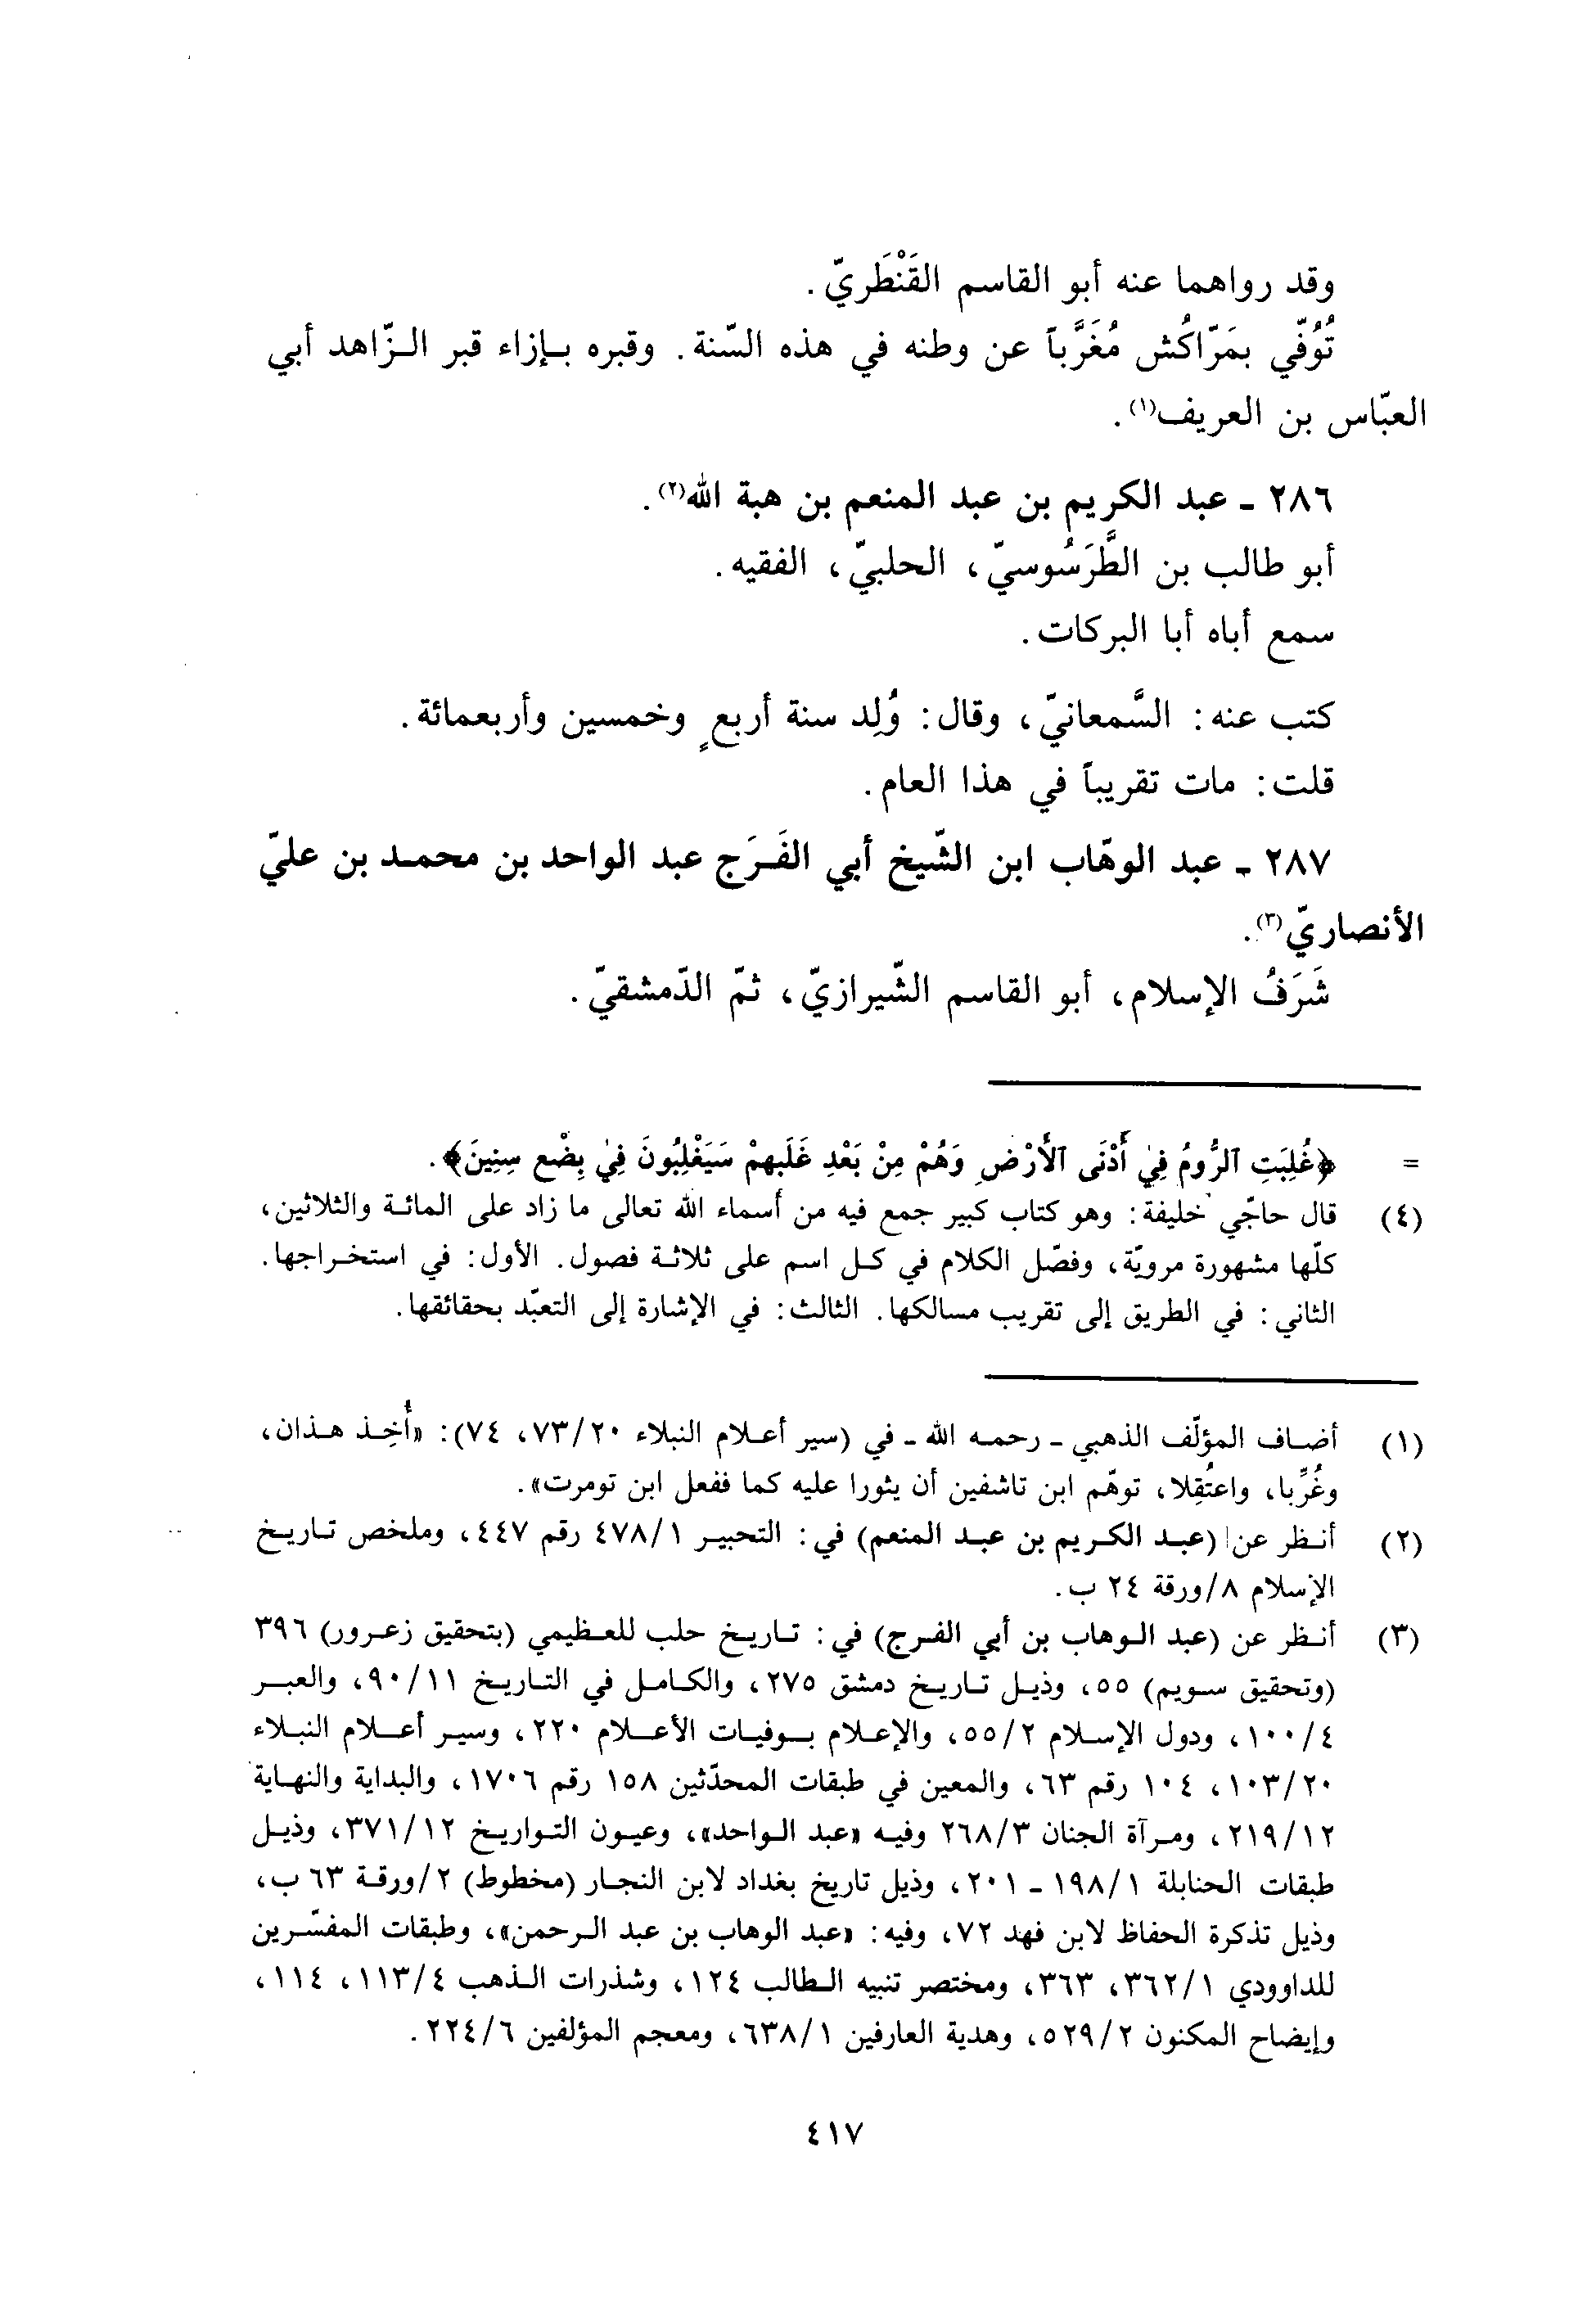 وقد رواهما عنه أبو القاسم القَنْطَريّ.
تُوُفّي بمَرّاكُش مُغَرَّباً عن وطنه في هذه السّنة. وقبره بإزاء قبر الزّاهد أبي
العبّاس بن العريف(١).
٢٨٦ - عبد الكريم بن عبد المنعم بن هبة الله(٢).
أبو طالب بن الطَّرَسُوسيّ، الحلبيّ، الفقيه.
سمع أباه أبا البركات.
كتب عنه: السَّمعانيّ، وقال: وُلِد سنة أربعٍ وخمسين وأربعمائة.
قلت: مات تقريباً في هذا العام.
٢٨٧ - عبد الوهّاب ابن الشّيخ أبي الفَرَج عبد الواحد بن محمد بن عليّ
الأنصاريّ(٣).
شَرَفُ الإسلام، أبو القاسم الشّيرازيّ، ثمّ الدّمشقيّ.
= ﴿غُلِبَتِ ٱلرُّومُ فِي أَدْنَى ٱلأَرْضِ وَهُمْ مِنْ بَعْدِ غَلَبِهِمْ سَيَغْلِبُونَ فِي بِضْعِ سِنِينَ﴾.
(٤) قال حاجّي خليفة: وهو كتاب كبير جمع فيه من أسماء الله تعالى ما زاد على المائة والثلاثين،
كلّها مشهورة مرويّة، وفصّل الكلام في كل اسم على ثلاثة فصول. الأول: في استخراجها.
الثاني: في الطريق إلى تقريب مسالكها. الثالث: في الإشارة إلى التعبّد بحقائقها.
(١) أضاف المؤلّف الذهبي - رحمه الله - في (سير أعلام النبلاء ٢٠/٧٣، ٧٤): «أُخِذ هذان،
وغُرِّبا، واعتُقِلا، توهّم ابن تاشفين أن يثورا عليه كما ففعل ابن تومرت».
(٢) أنظر عن (عبد الكريم بن عبد المنعم) في: التحبير ١/٤٧٨ رقم ٤٤٧، وملخص تاريخ
الإسلام ٨/ورقة ٢٤ ب.
(٣) أنظر عن (عبد الوهاب بن أبي الفرج) في: تاريخ حلب للعظيمي (بتحقيق زعرور) ٣٩٦
(وتحقيق سويم) ٥٥، وذيل تاريخ دمشق ٢٧٥، والكامل في التاريخ ١١/٩٠، والعبر
٤/١٠٠، ودول الإسلام ٢/٥٥، والإعلام بوفيات الأعلام ٢٢٠، وسير أعلام النبلاء
٢٠/١٠٣، ١٠٤ رقم ٦٣، والمعين في طبقات المحدّثين ١٥٨ رقم ١٧٠٦، والبداية والنهاية
١٢/٢١٩، ومرآة الجنان ٣/٢٦٨ وفيه «عبد الواحد»، وعيون التواريخ ١٢/٣٧١، وذيل
طبقات الحنابلة ١/١٩٨ - ٢٠١، وذيل تاريخ بغداد لابن النجار (مخطوط) ٢/ورقة ٦٣ ب،
وذيل تذكرة الحفاظ لابن فهد ٧٢، وفيه: «عبد الوهاب بن عبد الرحمن»، وطبقات المفسّرين
للداوودي ١/٣٦٢، ٣٦٣، ومختصر تنبيه الطالب ١٢٤، وشذرات الذهب ٤/١١٣، ١١٤،
وإيضاح المكنون ٢/٥٢٩، وهدية العارفين ١/٦٣٨، ومعجم المؤلفين ٦/٢٢٤.
٤١٧